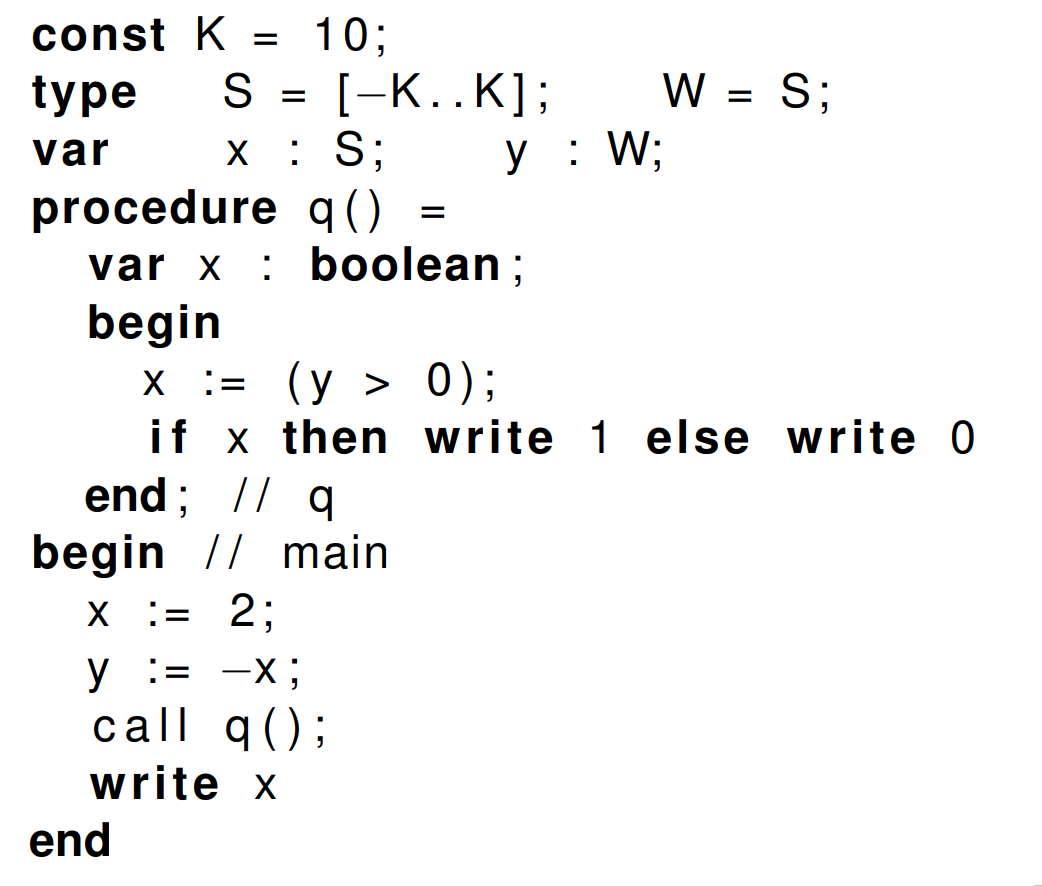 const K = 10;
type S = [−K..K]; W = S;
var x : S; y : W;
procedure q() =
var x : boolean;
begin
x := (y > 0);
if x then write 1 else write 0
end; // q
begin // main
x := 2;
y := −x;
call q();
write x
end